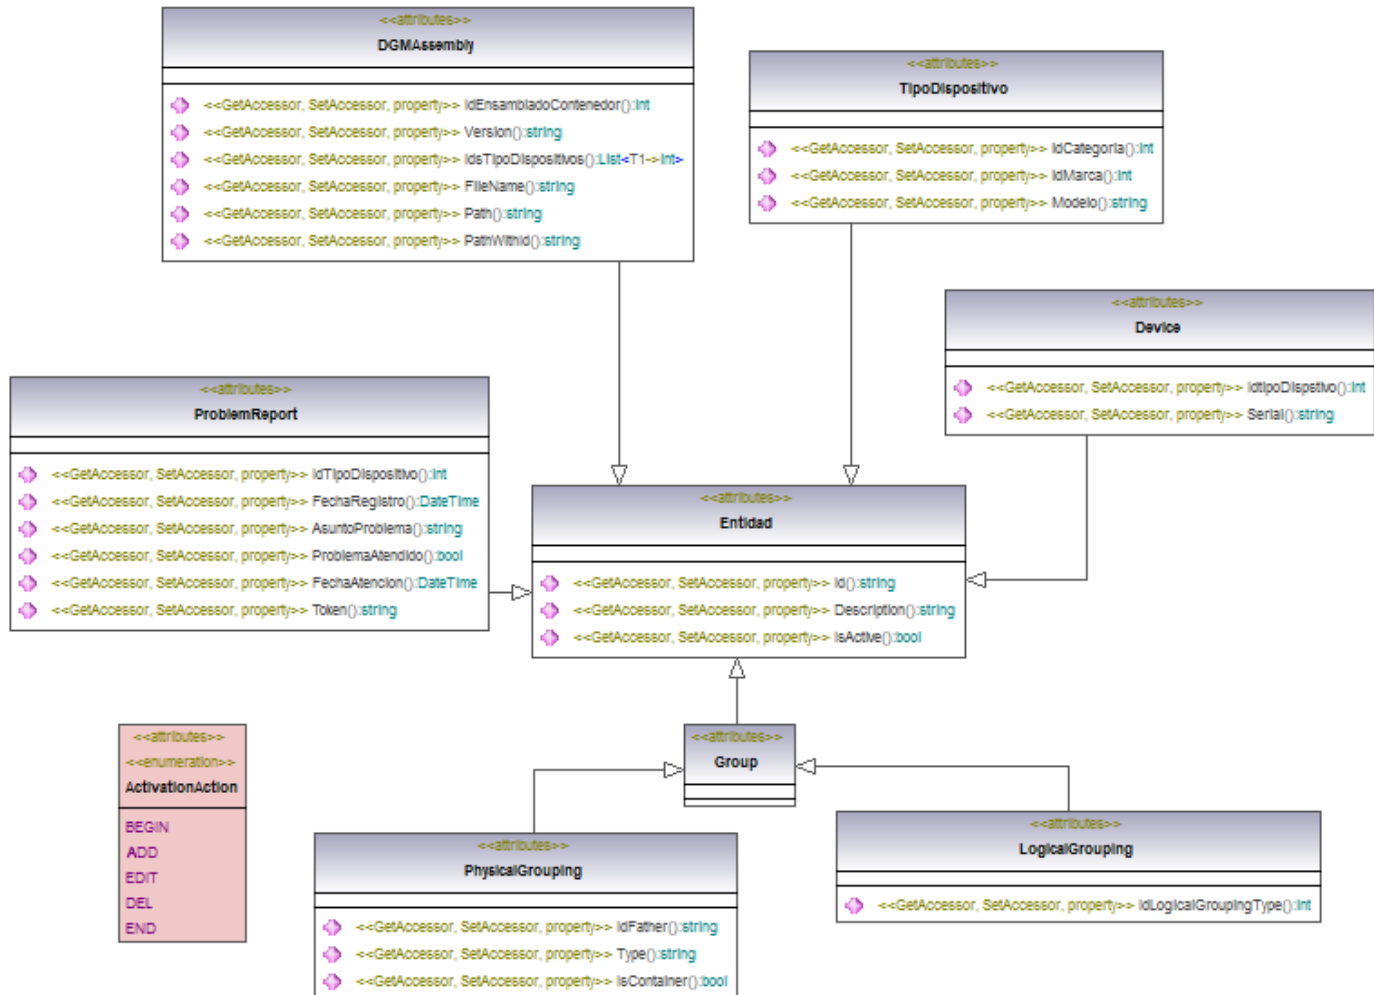 <<attributes>>
DGMAssembly
<<GetAccessor, SetAccessor, property>> IdEnsambladoContenedor():int
<<GetAccessor, SetAccessor, property>> Version():string
<<GetAccessor, SetAccessor, property>> IdsTipoDispositivos():List<T1->int>
<<GetAccessor, SetAccessor, property>> FileName():string
<<GetAccessor, SetAccessor, property>> Path():string
<<GetAccessor, SetAccessor, property>> PathWithId():string
<<attributes>>
TipoDispositivo
<<GetAccessor, SetAccessor, property>> IdCategoria():int
<<GetAccessor, SetAccessor, property>> IdMarca():int
<<GetAccessor, SetAccessor, property>> Modelo():string
<<attributes>>
Device
<<GetAccessor, SetAccessor, property>> IdtipoDispstivo():int
<<GetAccessor, SetAccessor, property>> Serial():string
<<attributes>>
ProblemReport
<<GetAccessor, SetAccessor, property>> IdTipoDispositivo():int
<<GetAccessor, SetAccessor, property>> FechaRegistro():DateTime
<<GetAccessor, SetAccessor, property>> AsuntoProblema():string
<<GetAccessor, SetAccessor, property>> ProblemaAtendido():bool
<<GetAccessor, SetAccessor, property>> FechaAtencion():DateTime
<<GetAccessor, SetAccessor, property>> Token():string
<<attributes>>
Entidad
<<GetAccessor, SetAccessor, property>> Id():string
<<GetAccessor, SetAccessor, property>> Description():string
<<GetAccessor, SetAccessor, property>> IsActive():bool
<<attributes>>
<<enumeration>>
ActivationAction
BEGIN
ADD
EDIT
DEL
END
<<attributes>>
Group
<<attributes>>
PhysicalGrouping
<<GetAccessor, SetAccessor, property>> IdFather():string
<<GetAccessor, SetAccessor, property>> Type():string
<<GetAccessor, SetAccessor, property>> IsContainer():bool
<<attributes>>
LogicalGrouping
<<GetAccessor, SetAccessor, property>> IdLogicalGroupingType():int